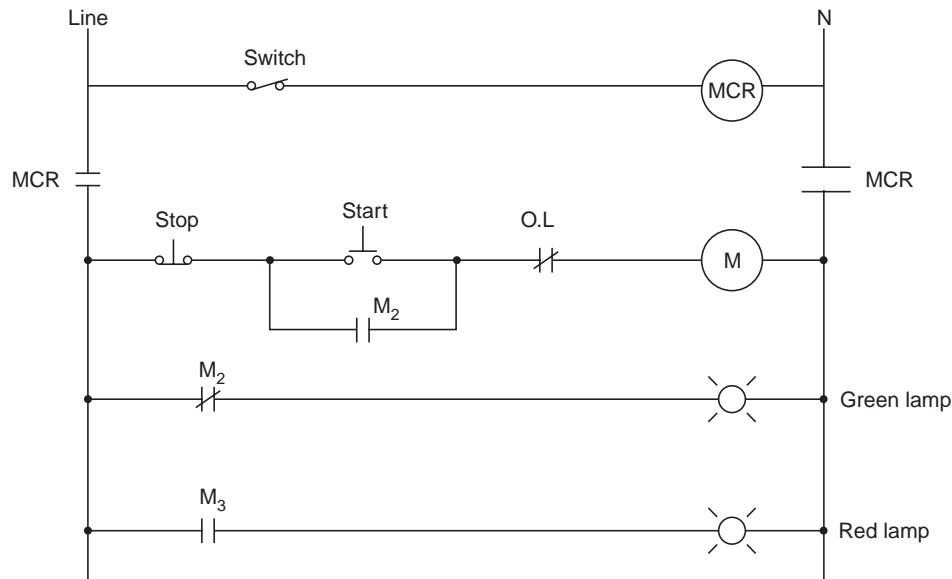 Line
N
Switch
MCR
MCR
MCR
Stop
Start
O.L
M
M2
M2
Green lamp
M3
Red lamp